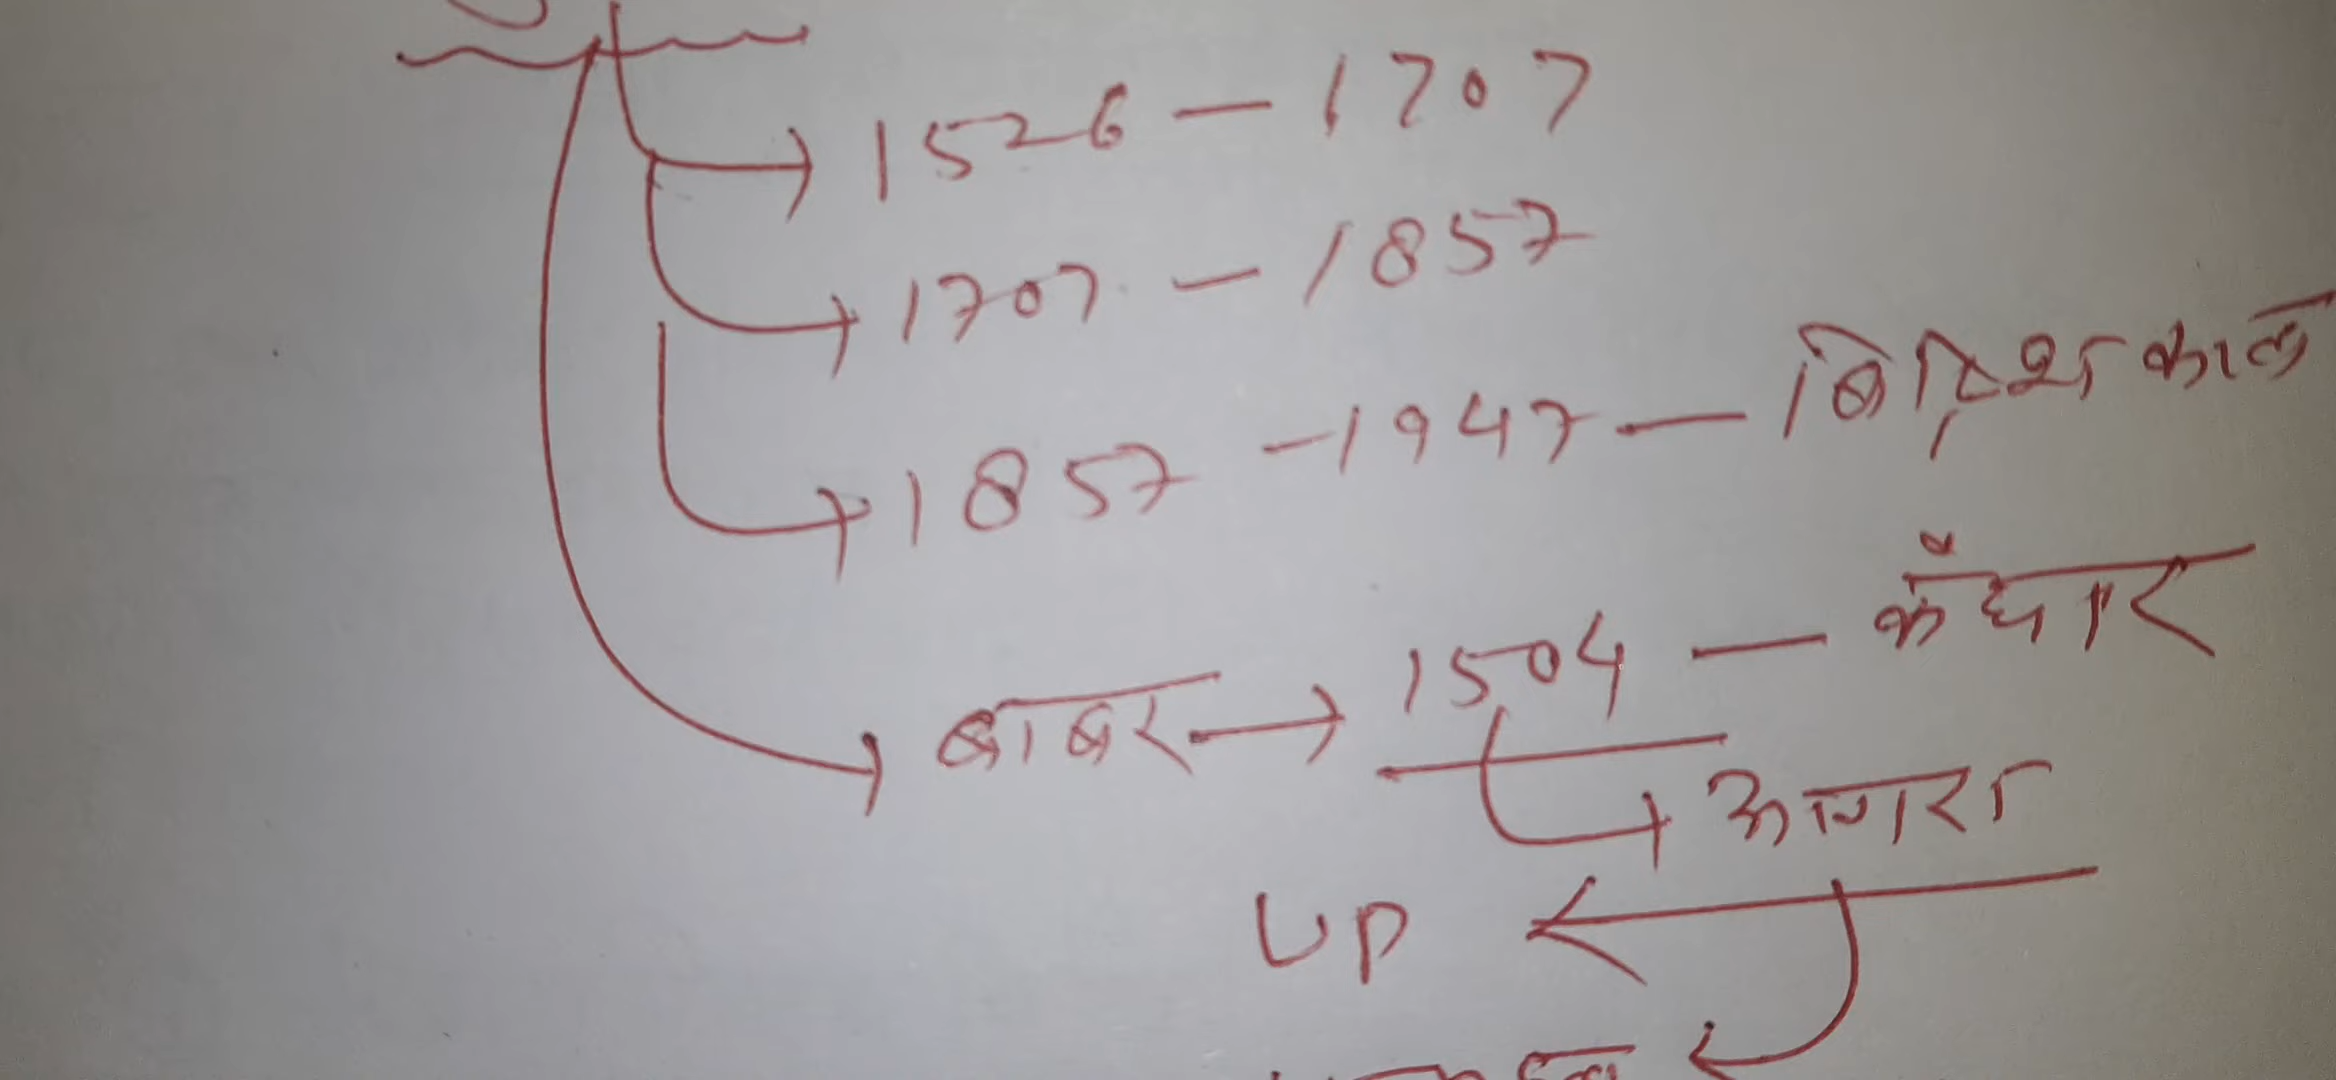 → 1526 — 1707
→ 1707 — 1857
→ 1857 — 1947 — ब्रिटिश काल
→ बाबर → 1504 — कँधार
→ आगरा
UP ←